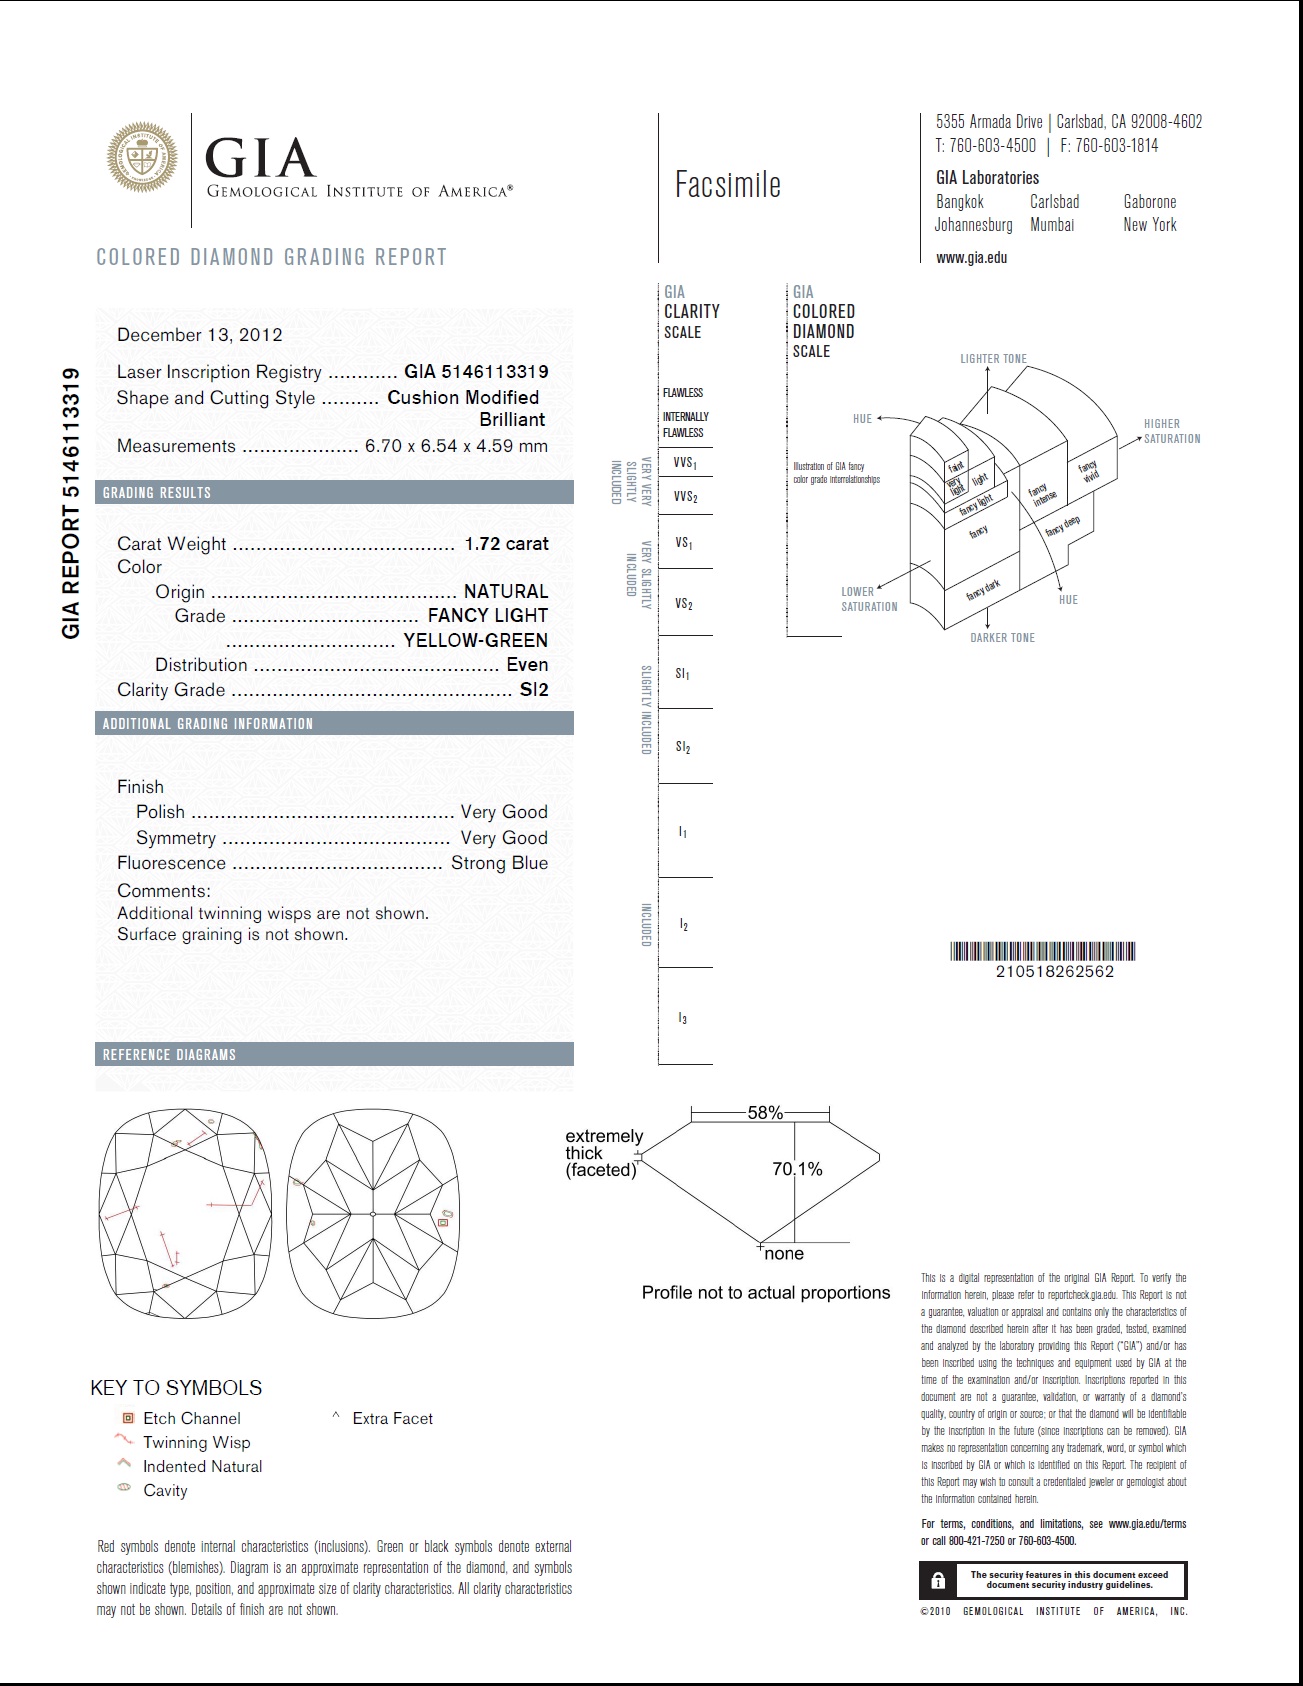 GIA
GEMOLOGICAL INSTITUTE OF AMERICA®
Facsimile
5355 Armada Drive | Carlsbad, CA 92008-4602
T: 760-603-4500 | F: 760-603-1814
GIA Laboratories
Bangkok Carlsbad Gaborone
Johannesburg Mumbai New York
www.gia.edu
COLORED DIAMOND GRADING REPORT
GIA REPORT 5146113319
December 13, 2012
Laser Inscription Registry ............ GIA 5146113319
Shape and Cutting Style .......... Cushion Modified
Brilliant
Measurements .................... 6.70 x 6.54 x 4.59 mm
GRADING RESULTS
Carat Weight ...................................... 1.72 carat
Color
Origin .......................................... NATURAL
Grade ................................ FANCY LIGHT
............................. YELLOW-GREEN
Distribution .......................................... Even
Clarity Grade ................................................ SI2
ADDITIONAL GRADING INFORMATION
Finish
Polish ............................................. Very Good
Symmetry ....................................... Very Good
Fluorescence .................................... Strong Blue
Comments:
Additional twinning wisps are not shown.
Surface graining is not shown.
REFERENCE DIAGRAMS
GIA
CLARITY
SCALE
FLAWLESS
INTERNALLY
FLAWLESS
VERY VERY
SLIGHTLY
INCLUDED
VVS1
VVS2
VERY SLIGHTLY
INCLUDED
VS1
VS2
SLIGHTLY INCLUDED
SI1
SI2
INCLUDED
I1
I2
I3
GIA
COLORED
DIAMOND
SCALE
Illustration of GIA fancy
color grade interrelationships
LIGHTER TONE
HUE
HIGHER
SATURATION
faint
very
light
light
fancy light
fancy
fancy dark
fancy
intense
fancy
vivid
fancy deep
LOWER
SATURATION
HUE
DARKER TONE
210518262562
58%
extremely
thick
(faceted)
70.1%
none
Profile not to actual proportions
KEY TO SYMBOLS
Etch Channel
Twinning Wisp
Indented Natural
Cavity
^ Extra Facet
Red symbols denote internal characteristics (inclusions). Green or black symbols denote external
characteristics (blemishes). Diagram is an approximate representation of the diamond, and symbols
shown indicate type, position, and approximate size of clarity characteristics. All clarity characteristics
may not be shown. Details of finish are not shown.
This is a digital representation of the original GIA Report. To verify the
information herein, please refer to reportcheck.gia.edu. This Report is not
a guarantee, valuation or appraisal and contains only the characteristics of
the diamond described herein after it has been graded, tested, examined
and analyzed by the laboratory providing this Report ("GIA") and/or has
been inscribed using the techniques and equipment used by GIA at the
time of the examination and/or inscription. Inscriptions reported in this
document are not a guarantee, validation, or warranty of a diamond's
quality, country of origin or source; or that the diamond will be identifiable
by the inscription in the future (since inscriptions can be removed). GIA
makes no representation concerning any trademark, word, or symbol which
is inscribed by GIA or which is identified on this Report. The recipient of
this Report may wish to consult a credentialed jeweler or gemologist about
the information contained herein.
For terms, conditions, and limitations, see www.gia.edu/terms
or call 800-421-7250 or 760-603-4500.
The security features in this document exceed
document security industry guidelines.
©2010 GEMOLOGICAL INSTITUTE OF AMERICA, INC.